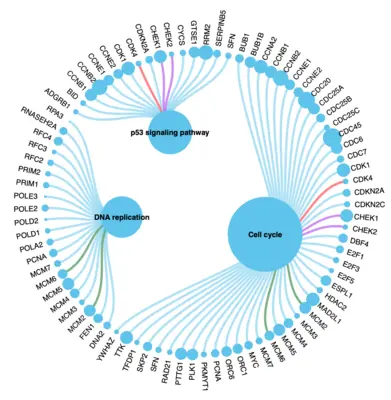 ADGRB1
BID
CCNB1
CCNB2
CCNE1
CCNE2
CDK1
CDK4
CDKN2A
CHEK1
CHEK2
CYCS
GTSE1
RRM2
SERPINB5
SFN
BUB1
BUB1B
CCNA2
CCNB1
CCNB2
CCNE1
CCNE2
CDC20
CDC25A
CDC25B
CDC25C
CDC45
CDC6
CDC7
CDK1
CDK4
CDKN2A
CDKN2C
CHEK1
CHEK2
DBF4
E2F1
E2F3
E2F5
ESPL1
HDAC2
MAD2L1
MCM2
MCM3
MCM4
MCM5
MCM6
MCM7
MYC
ORC1
ORC6
PCNA
PKMYT1
PLK1
PTTG1
RAD21
SFN
SKP2
TFDP1
TTK
YWHAZ
DNA2
FEN1
MCM2
MCM3
MCM4
MCM5
MCM6
MCM7
PCNA
POLA2
POLD1
POLD2
POLE2
POLE3
PRIM1
PRIM2
RFC2
RFC3
RFC4
RNASEH2A
RPA3
p53 signaling pathway
DNA replication
Cell cycle